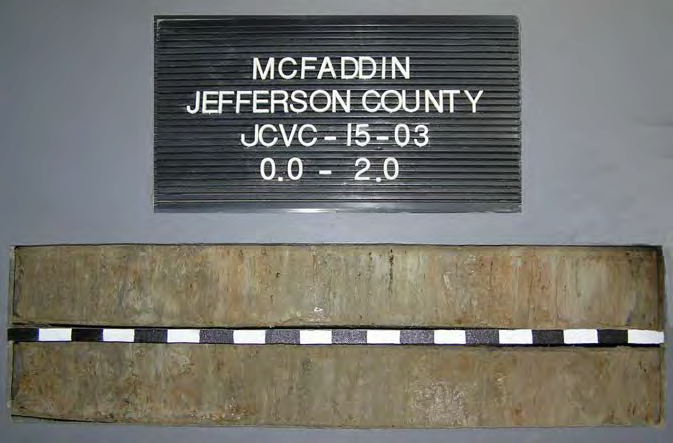 MCFADDIN
JEFFERSON COUNTY
JCVC-15-03
0.0 - 2.0